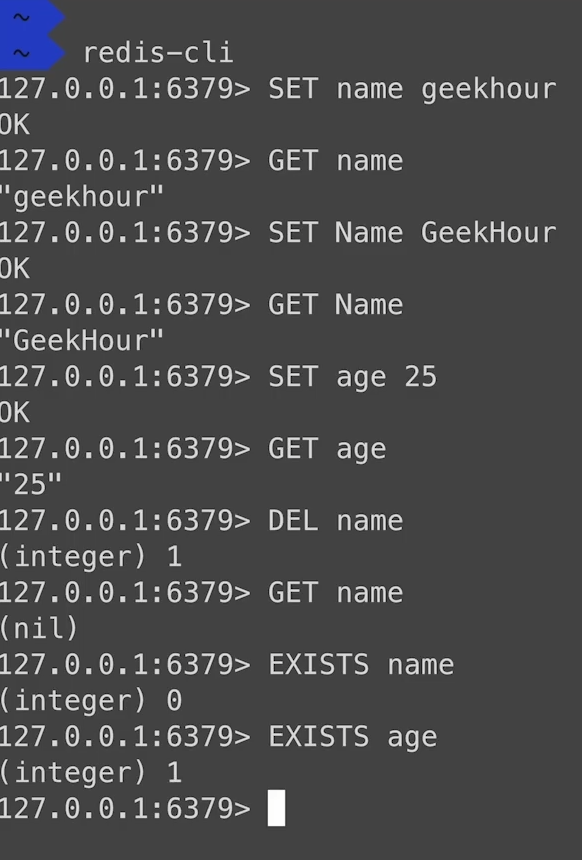 ~
~ redis-cli
127.0.0.1:6379> SET name geekhour
OK
127.0.0.1:6379> GET name
"geekhour"
127.0.0.1:6379> SET Name GeekHour
OK
127.0.0.1:6379> GET Name
"GeekHour"
127.0.0.1:6379> SET age 25
OK
127.0.0.1:6379> GET age
"25"
127.0.0.1:6379> DEL name
(integer) 1
127.0.0.1:6379> GET name
(nil)
127.0.0.1:6379> EXISTS name
(integer) 0
127.0.0.1:6379> EXISTS age
(integer) 1
127.0.0.1:6379>